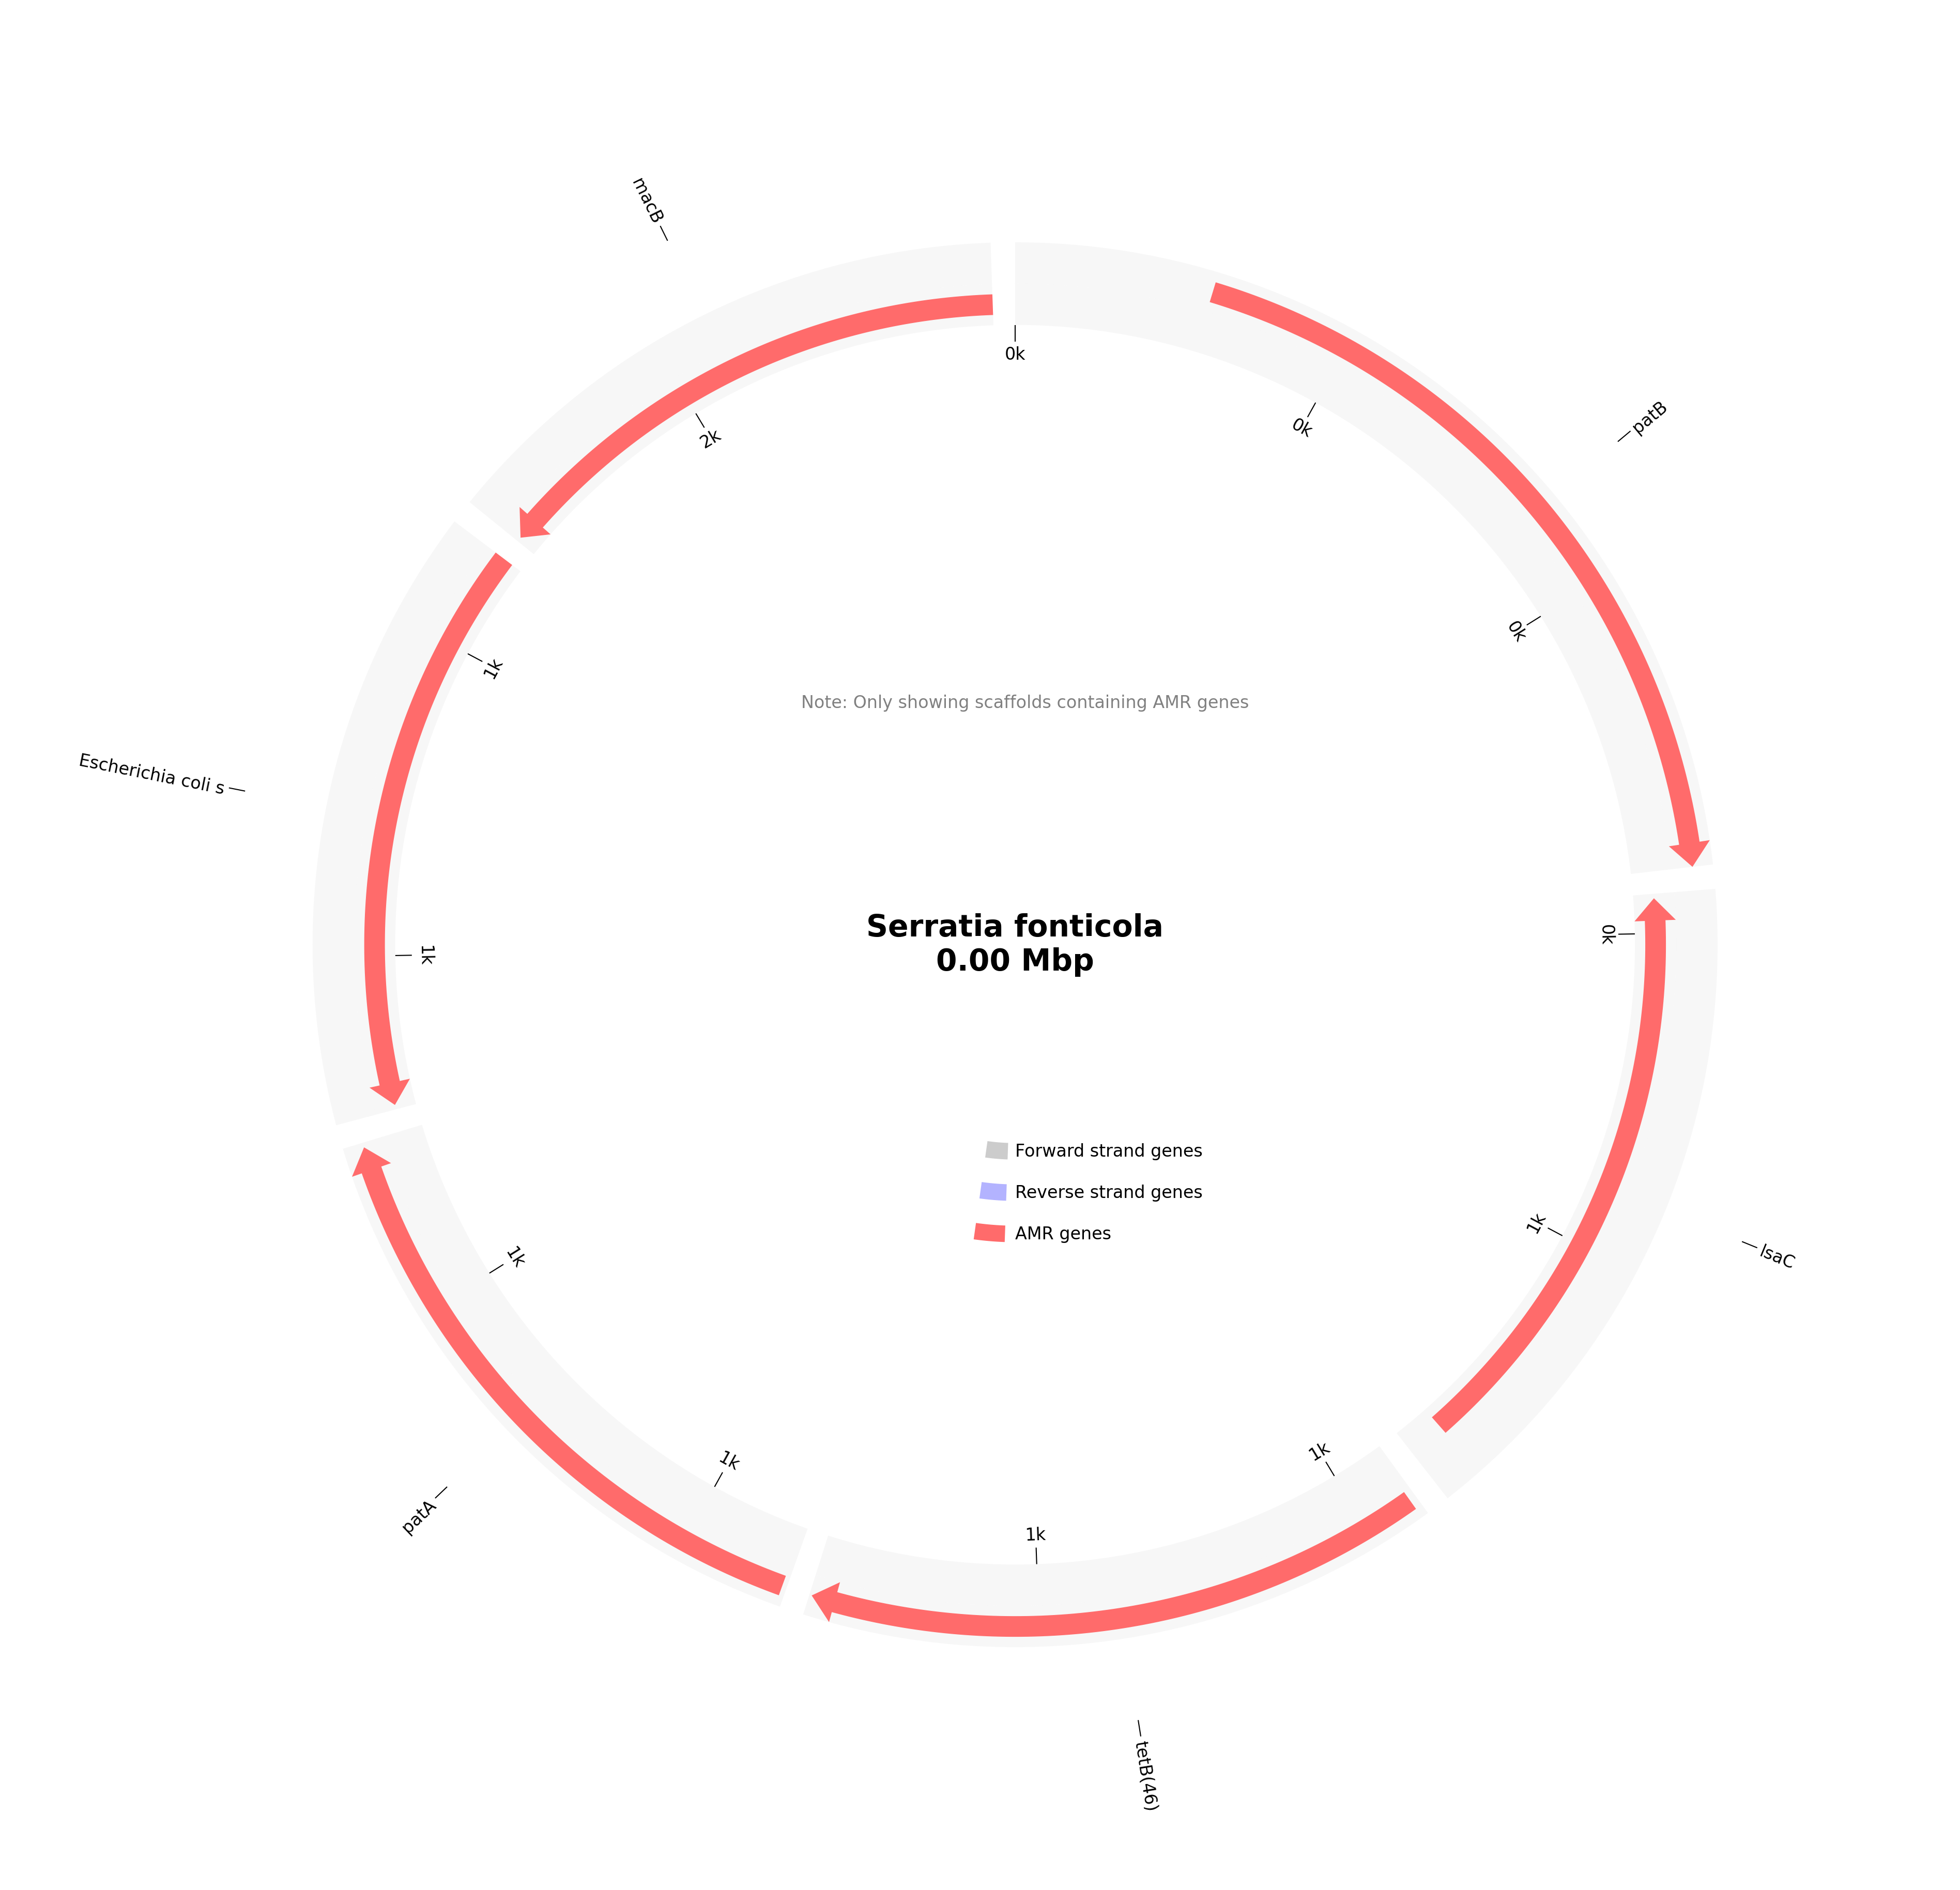 macB
0k
patB
0k
2k
0k
1k
Note: Only showing scaffolds containing AMR genes
Escherichia coli s
Serratia fonticola
0.00 Mbp
0k
1k
Forward strand genes
Reverse strand genes
AMR genes
1k
lsaC
1k
1k
1k
patA
1k
tetB(46)